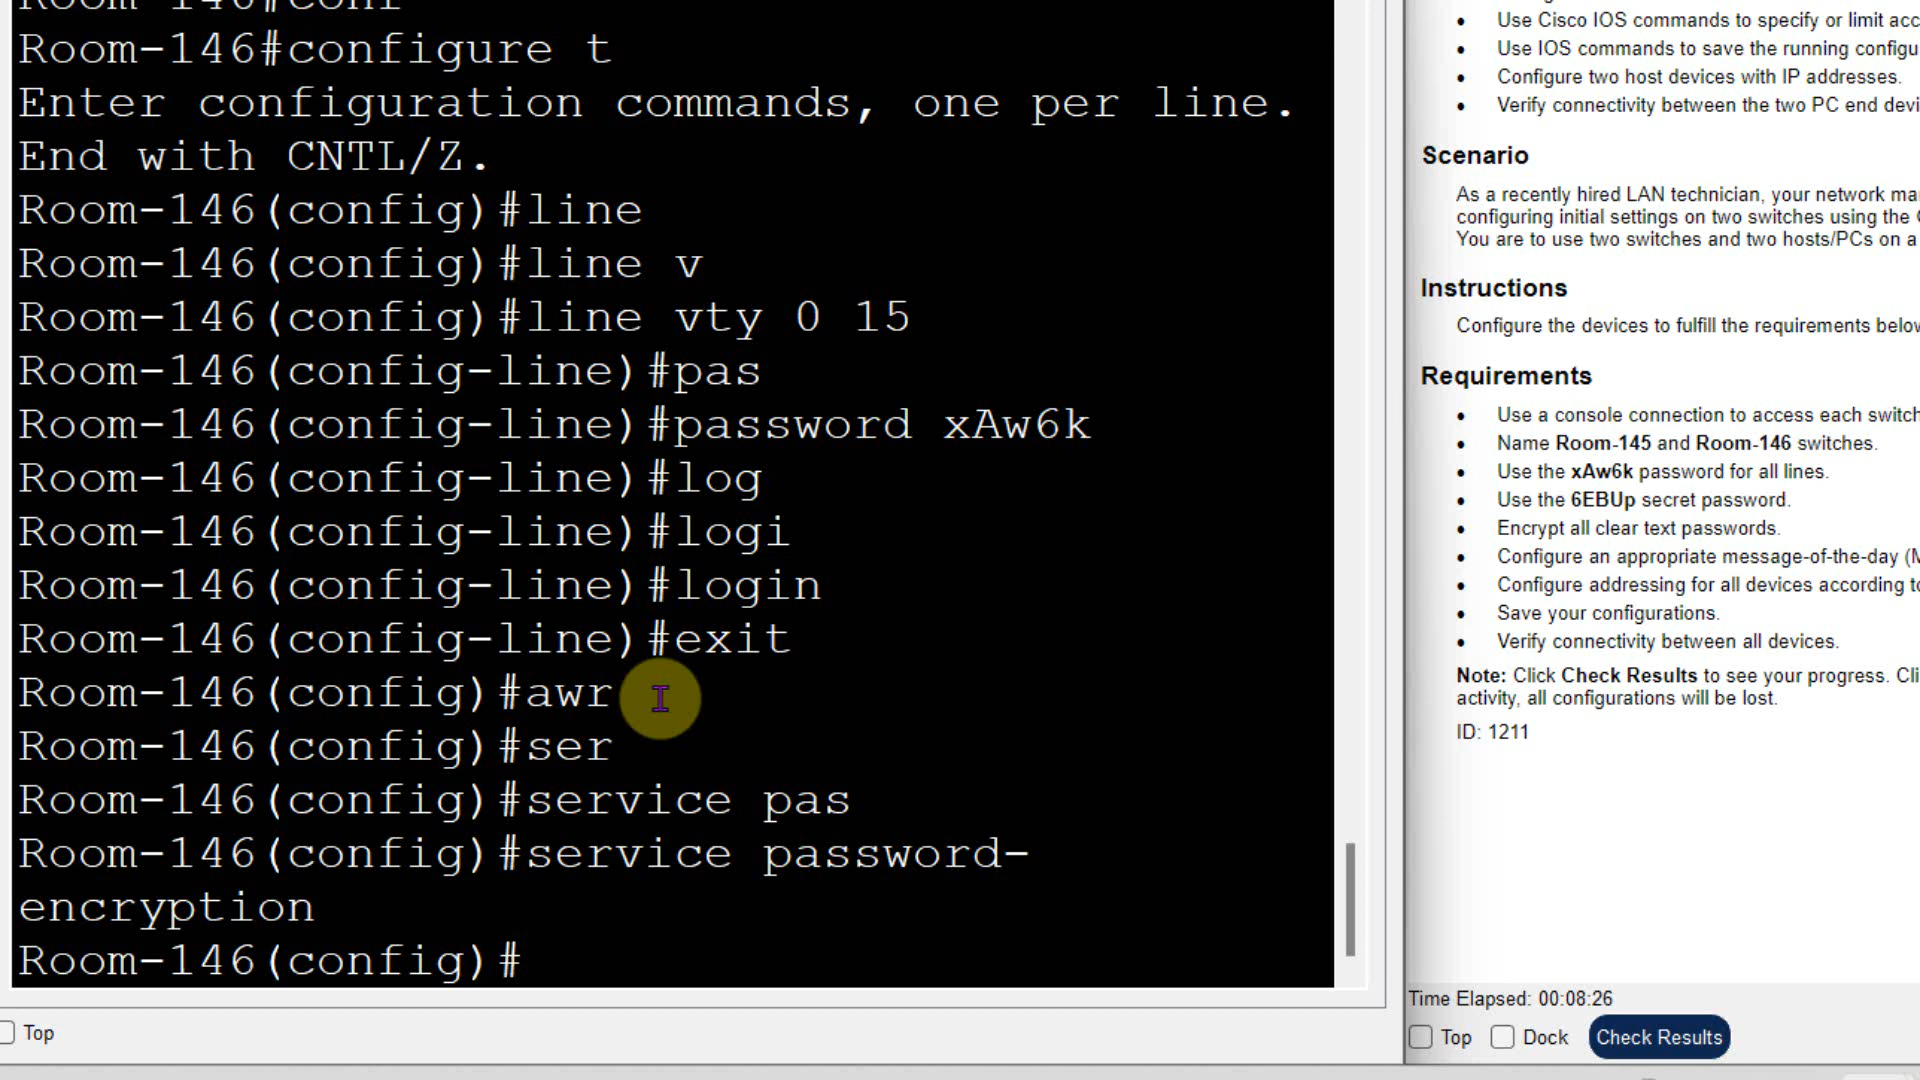 Room-146#conf
Room-146#configure t
Enter configuration commands, one per line.
End with CNTL/Z.
Room-146(config)#line
Room-146(config)#line v
Room-146(config)#line vty 0 15
Room-146(config-line)#pas
Room-146(config-line)#password xAw6k
Room-146(config-line)#log
Room-146(config-line)#logi
Room-146(config-line)#login
Room-146(config-line)#exit
Room-146(config)#awr
Room-146(config)#ser
Room-146(config)#service pas
Room-146(config)#service password-
encryption
Room-146(config)#
Top
• Use Cisco IOS commands to specify or limit acc
• Use IOS commands to save the running configu
• Configure two host devices with IP addresses.
• Verify connectivity between the two PC end devi
Scenario
As a recently hired LAN technician, your network ma
configuring initial settings on two switches using the
You are to use two switches and two hosts/PCs on a
Instructions
Configure the devices to fulfill the requirements below
Requirements
• Use a console connection to access each switch
• Name Room-145 and Room-146 switches.
• Use the xAw6k password for all lines.
• Use the 6EBUp secret password.
• Encrypt all clear text passwords.
• Configure an appropriate message-of-the-day (M
• Configure addressing for all devices according to
• Save your configurations.
• Verify connectivity between all devices.
Note: Click Check Results to see your progress. Cli
activity, all configurations will be lost.
ID: 1211
Time Elapsed: 00:08:26
Top Dock Check Results